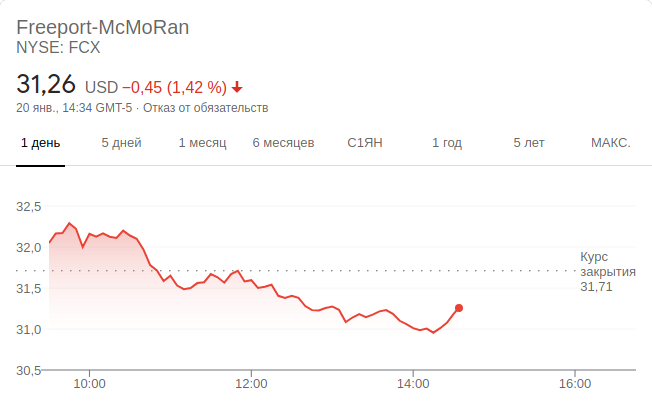 Freeport-McMoRan
NYSE: FCX
31,26 USD −0,45 (1,42 %)
20 янв., 14:34 GMT-5 · Отказ от обязательств
1 день 5 дней 1 месяц 6 месяцев С1ЯН 1 год 5 лет МАКС.
32,5
32,0
Курс
закрытия
31,71
31,5
31,0
30,5
10:00 12:00 14:00 16:00